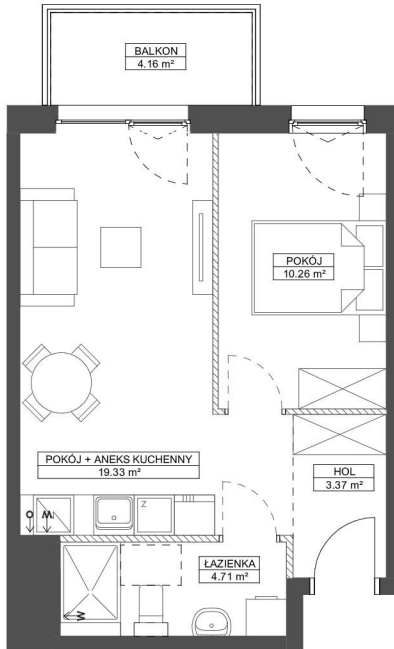 BALKON
4.16 m²
POKÓJ
10.26 m²
POKÓJ + ANEKS KUCHENNY
19.33 m²
HOL
3.37 m²
O
W
Z
ŁAZIENKA
4.71 m²
W